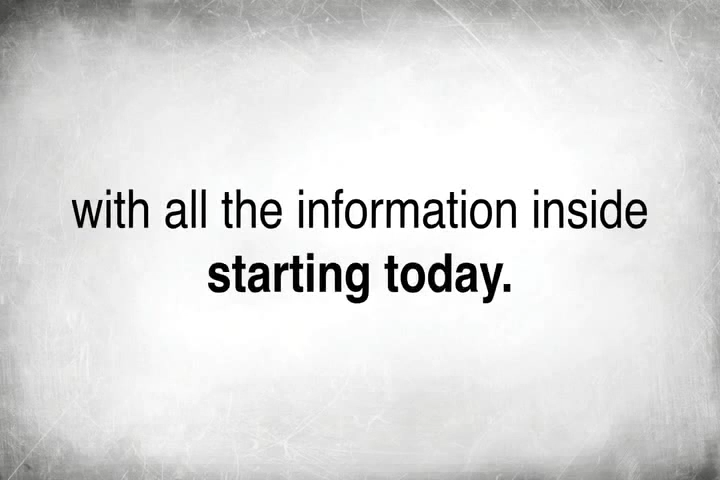 with all the information inside
starting today.